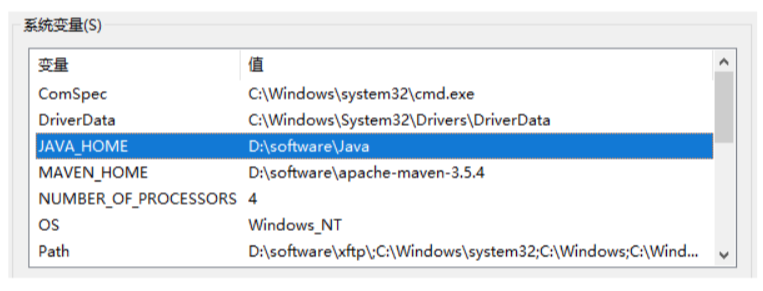 系统变量(S)
变量 值
ComSpec C:\Windows\system32\cmd.exe
DriverData C:\Windows\System32\Drivers\DriverData
JAVA_HOME D:\software\Java
MAVEN_HOME D:\software\apache-maven-3.5.4
NUMBER_OF_PROCESSORS 4
OS Windows_NT
Path D:\software\xftp\;C:\Windows\system32;C:\Windows;C:\Wind...